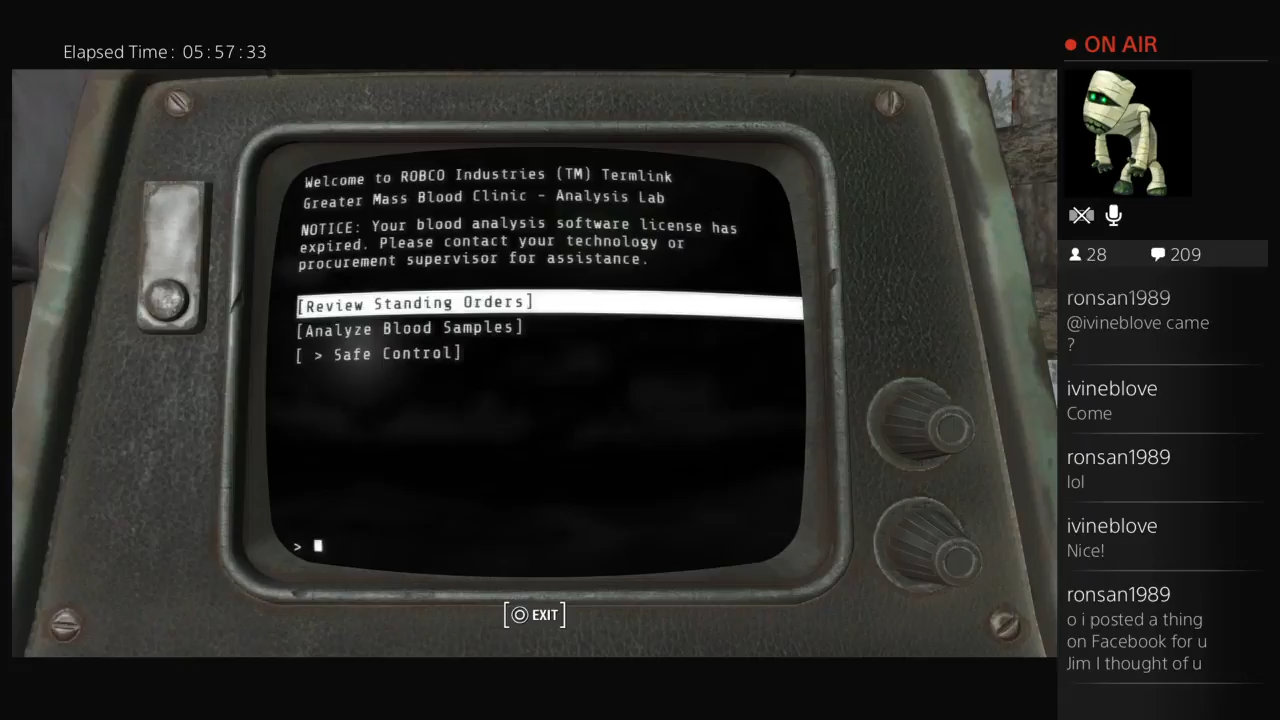 Elapsed Time: 05:57:33
ON AIR
Welcome to ROBCO Industries (TM) Termlink
Greater Mass Blood Clinic - Analysis Lab
NOTICE: Your blood analysis software license has
expired. Please contact your technology or
procurement supervisor for assistance.
[Review Standing Orders]
[Analyze Blood Samples]
[ > Safe Control]
>
[ EXIT]
28 209
ronsan1989
@ivineblove came
?
ivineblove
Come
ronsan1989
lol
ivineblove
Nice!
ronsan1989
o i posted a thing
on Facebook for u
Jim I thought of u